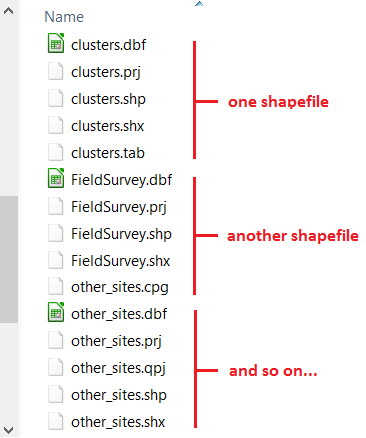 Name
clusters.dbf
clusters.prj
clusters.shp
clusters.shx
clusters.tab
one shapefile
FieldSurvey.dbf
FieldSurvey.prj
FieldSurvey.shp
FieldSurvey.shx
other_sites.cpg
another shapefile
other_sites.dbf
other_sites.prj
other_sites.qpj
other_sites.shp
other_sites.shx
and so on...